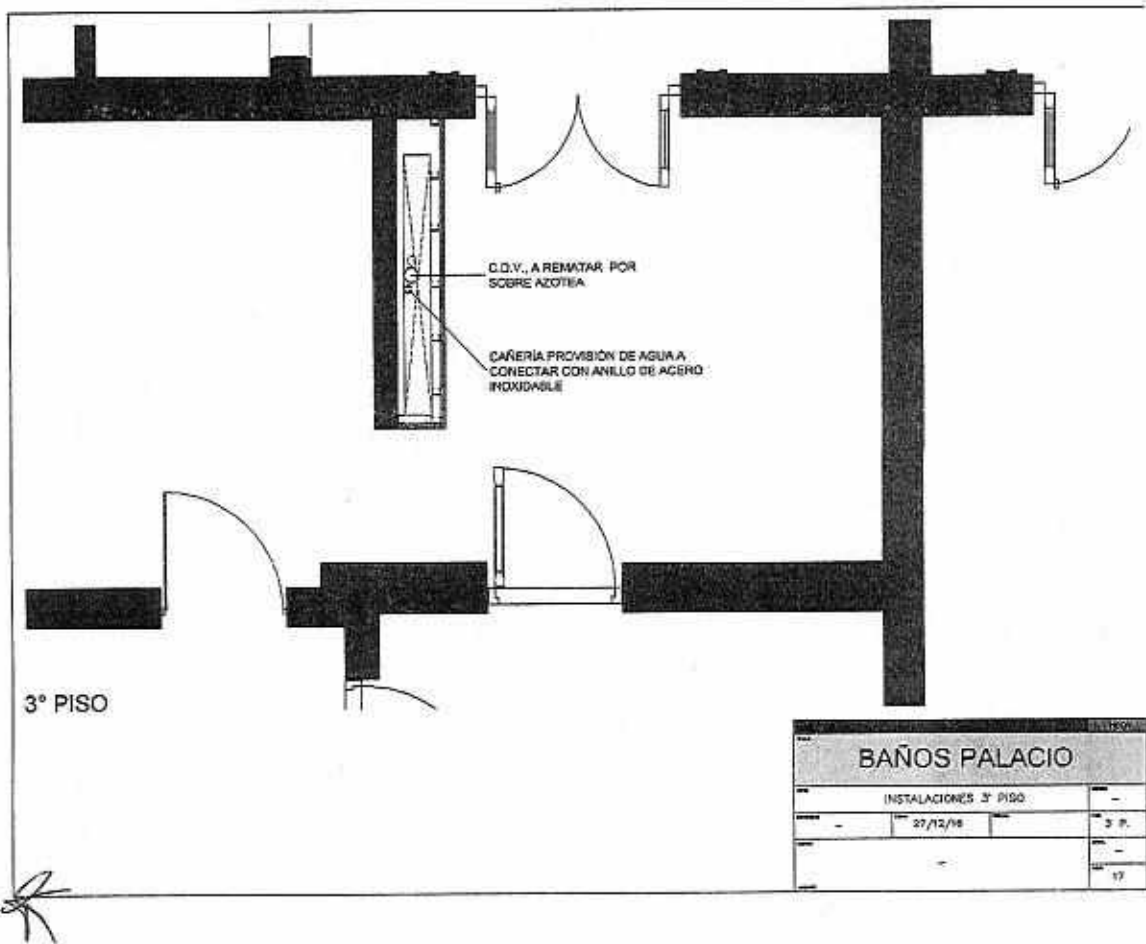 C.D.V., A REMATAR POR
SOBRE AZOTEA
CAÑERÍA PROVISIÓN DE AGUA A
CONECTAR CON ANILLO DE ACERO
INOXIDABLE
3° PISO
BAÑOS PALACIO
INSTALACIONES 3° PISO
-
-
27/12/16
3 P.
-
-
17